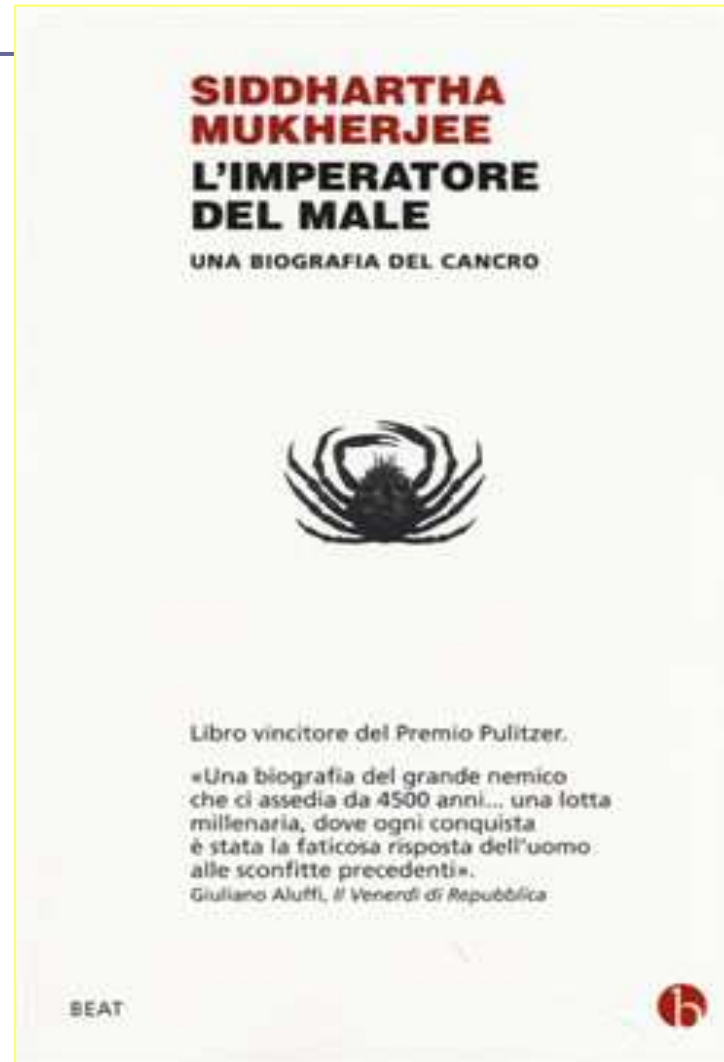 SIDDHARTHA
MUKHERJEE
L'IMPERATORE
DEL MALE
UNA BIOGRAFIA DEL CANCRO
Libro vincitore del Premio Pulitzer.
«Una biografia del grande nemico
che ci assedia da 4500 anni... una lotta
millenaria, dove ogni conquista
è stata la faticosa risposta dell'uomo
alle sconfitte precedenti».
Giuliano Aluffi, Il Venerdì di Repubblica
BEAT
b